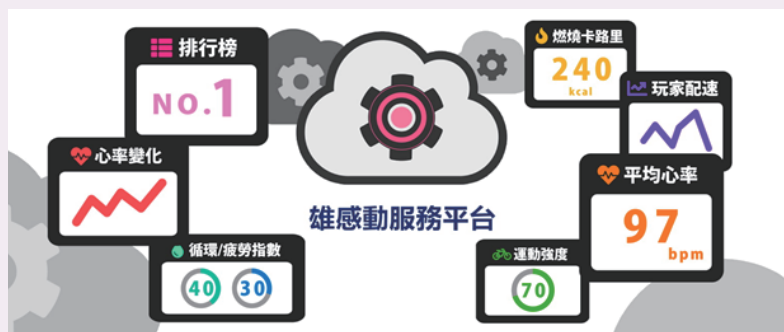 排行榜
NO.1
心率變化
循環/疲勞指數
40 30
雄感動服務平台
燃燒卡路里
240
kcal
玩家配速
平均心率
97
bpm
運動強度
70